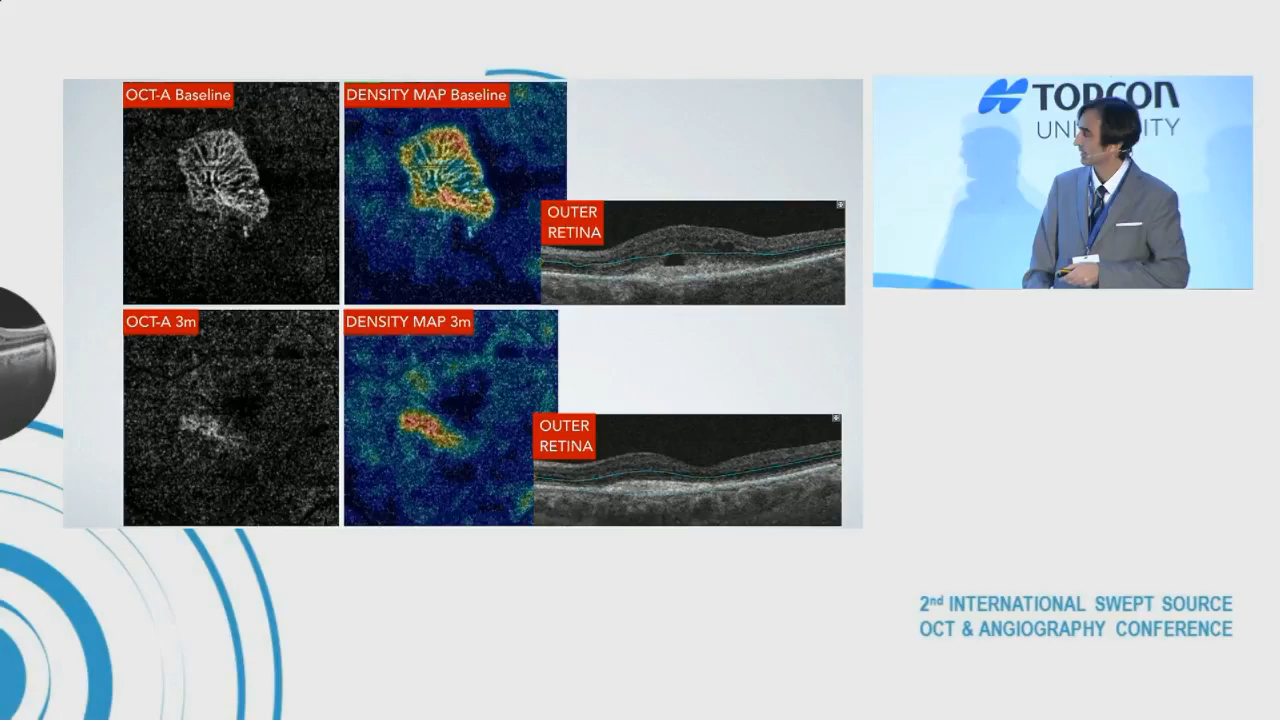 OCT-A Baseline
DENSITY MAP Baseline
OUTER
RETINA
OCT-A 3m
DENSITY MAP 3m
OUTER
RETINA
TOPCON
2nd INTERNATIONAL SWEPT SOURCE
OCT & ANGIOGRAPHY CONFERENCE